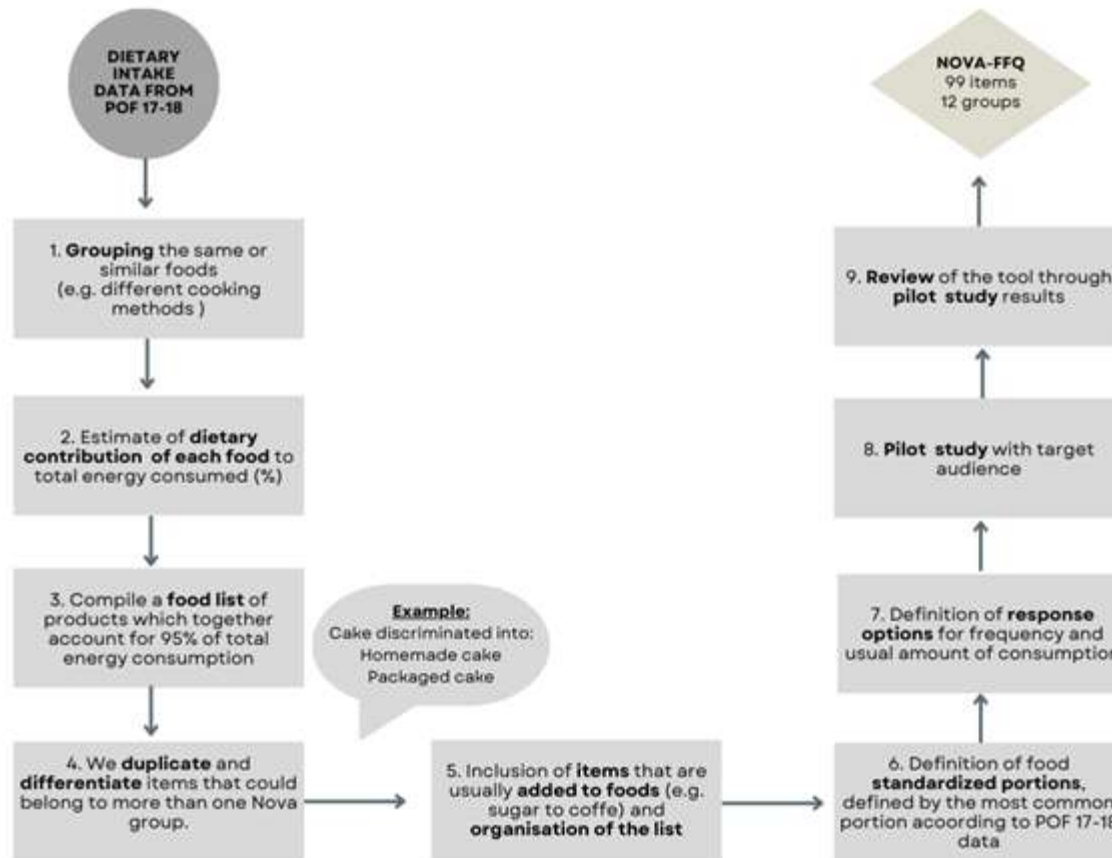 DIETARY
INTAKE
DATA FROM
POF 17-18
1. Grouping the same or
similar foods
(e.g. different cooking
methods )
2. Estimate of dietary
contribution of each food to
total energy consumed (%)
3. Compile a food list of
products which together
account for 95% of total
energy consumption
Example:
Cake discriminated into:
Homemade cake
Packaged cake
4. We duplicate and
differentiate items that could
belong to more than one Nova
group.
5. Inclusion of items that are
usually added to foods (e.g.
sugar to coffe) and
organisation of the list
6. Definition of food
standardized portions,
defined by the most common
portion acoording to POF 17-18
data
7. Definition of response
options for frequency and
usual amount of consumption
8. Pilot study with target
audience
9. Review of the tool through
pilot study results
NOVA-FFQ
99 items
12 groups